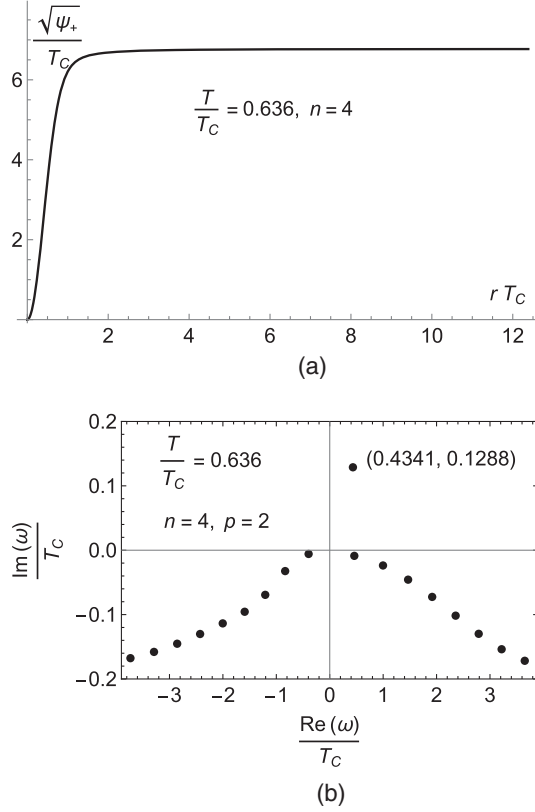 √ψ₊ / T_C
6
4
2
T/T_C = 0.636, n = 4
r T_C
2 4 6 8 10 12
(a)
0.2
0.1
0.0
−0.1
−0.2
T/T_C = 0.636
(0.4341, 0.1288)
n = 4, p = 2
Im (ω) / T_C
−3 −2 −1 0 1 2 3
Re (ω) / T_C
(b)